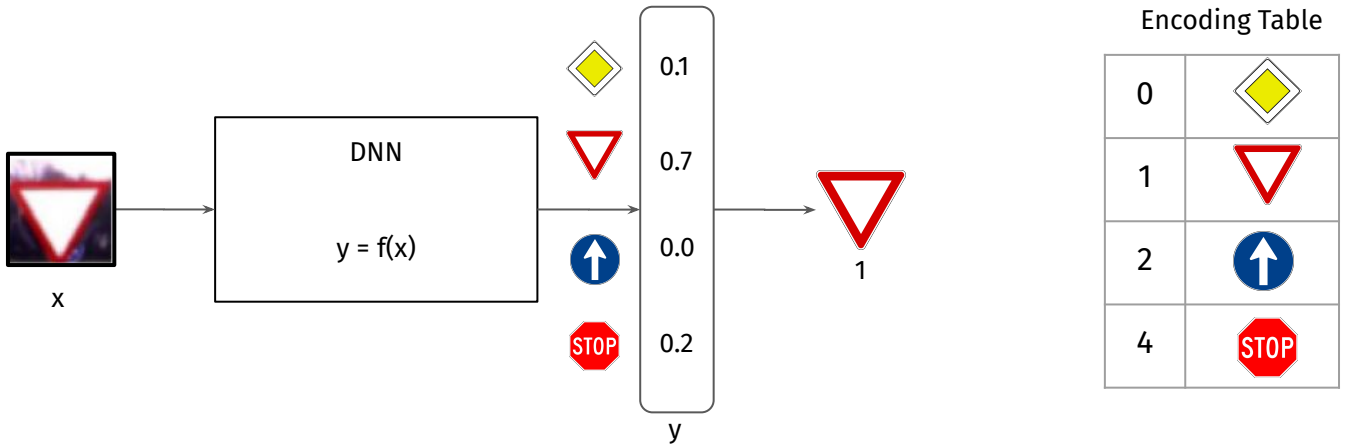 DNN
y = f(x)
x
0.1
0.7
0.0
STOP
0.2
y
1
Encoding Table
0
1
2
4
STOP